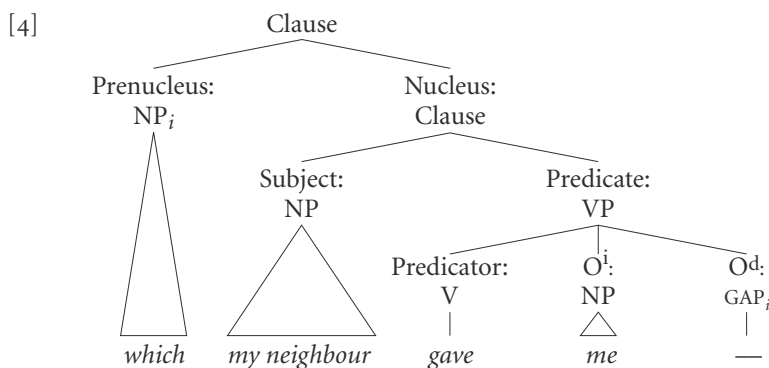 [4]
Clause
Prenucleus: Nucleus:
NPi Clause
Subject: Predicate:
NP VP
Predicator: Oi: Od:
V NP GAPi
which my neighbour gave me —